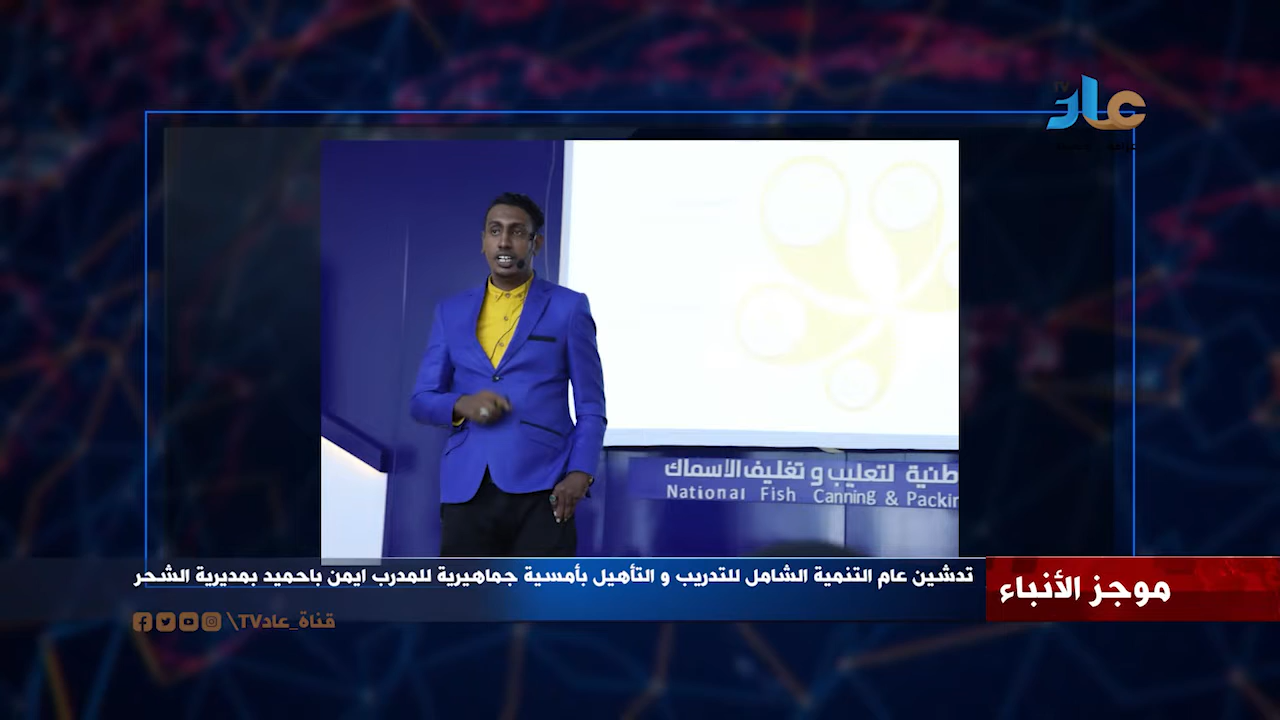 TV
عاد
طنية لتعليب و تغليف الاسماك
National Fish Canning & Packin
تدشين عام التنمية الشامل للتدريب و التأهيل بأمسية جماهيرية للمدرب ايمن باحميد بمديرية الشحر
موجز الأنباء
قناة_عادTV\